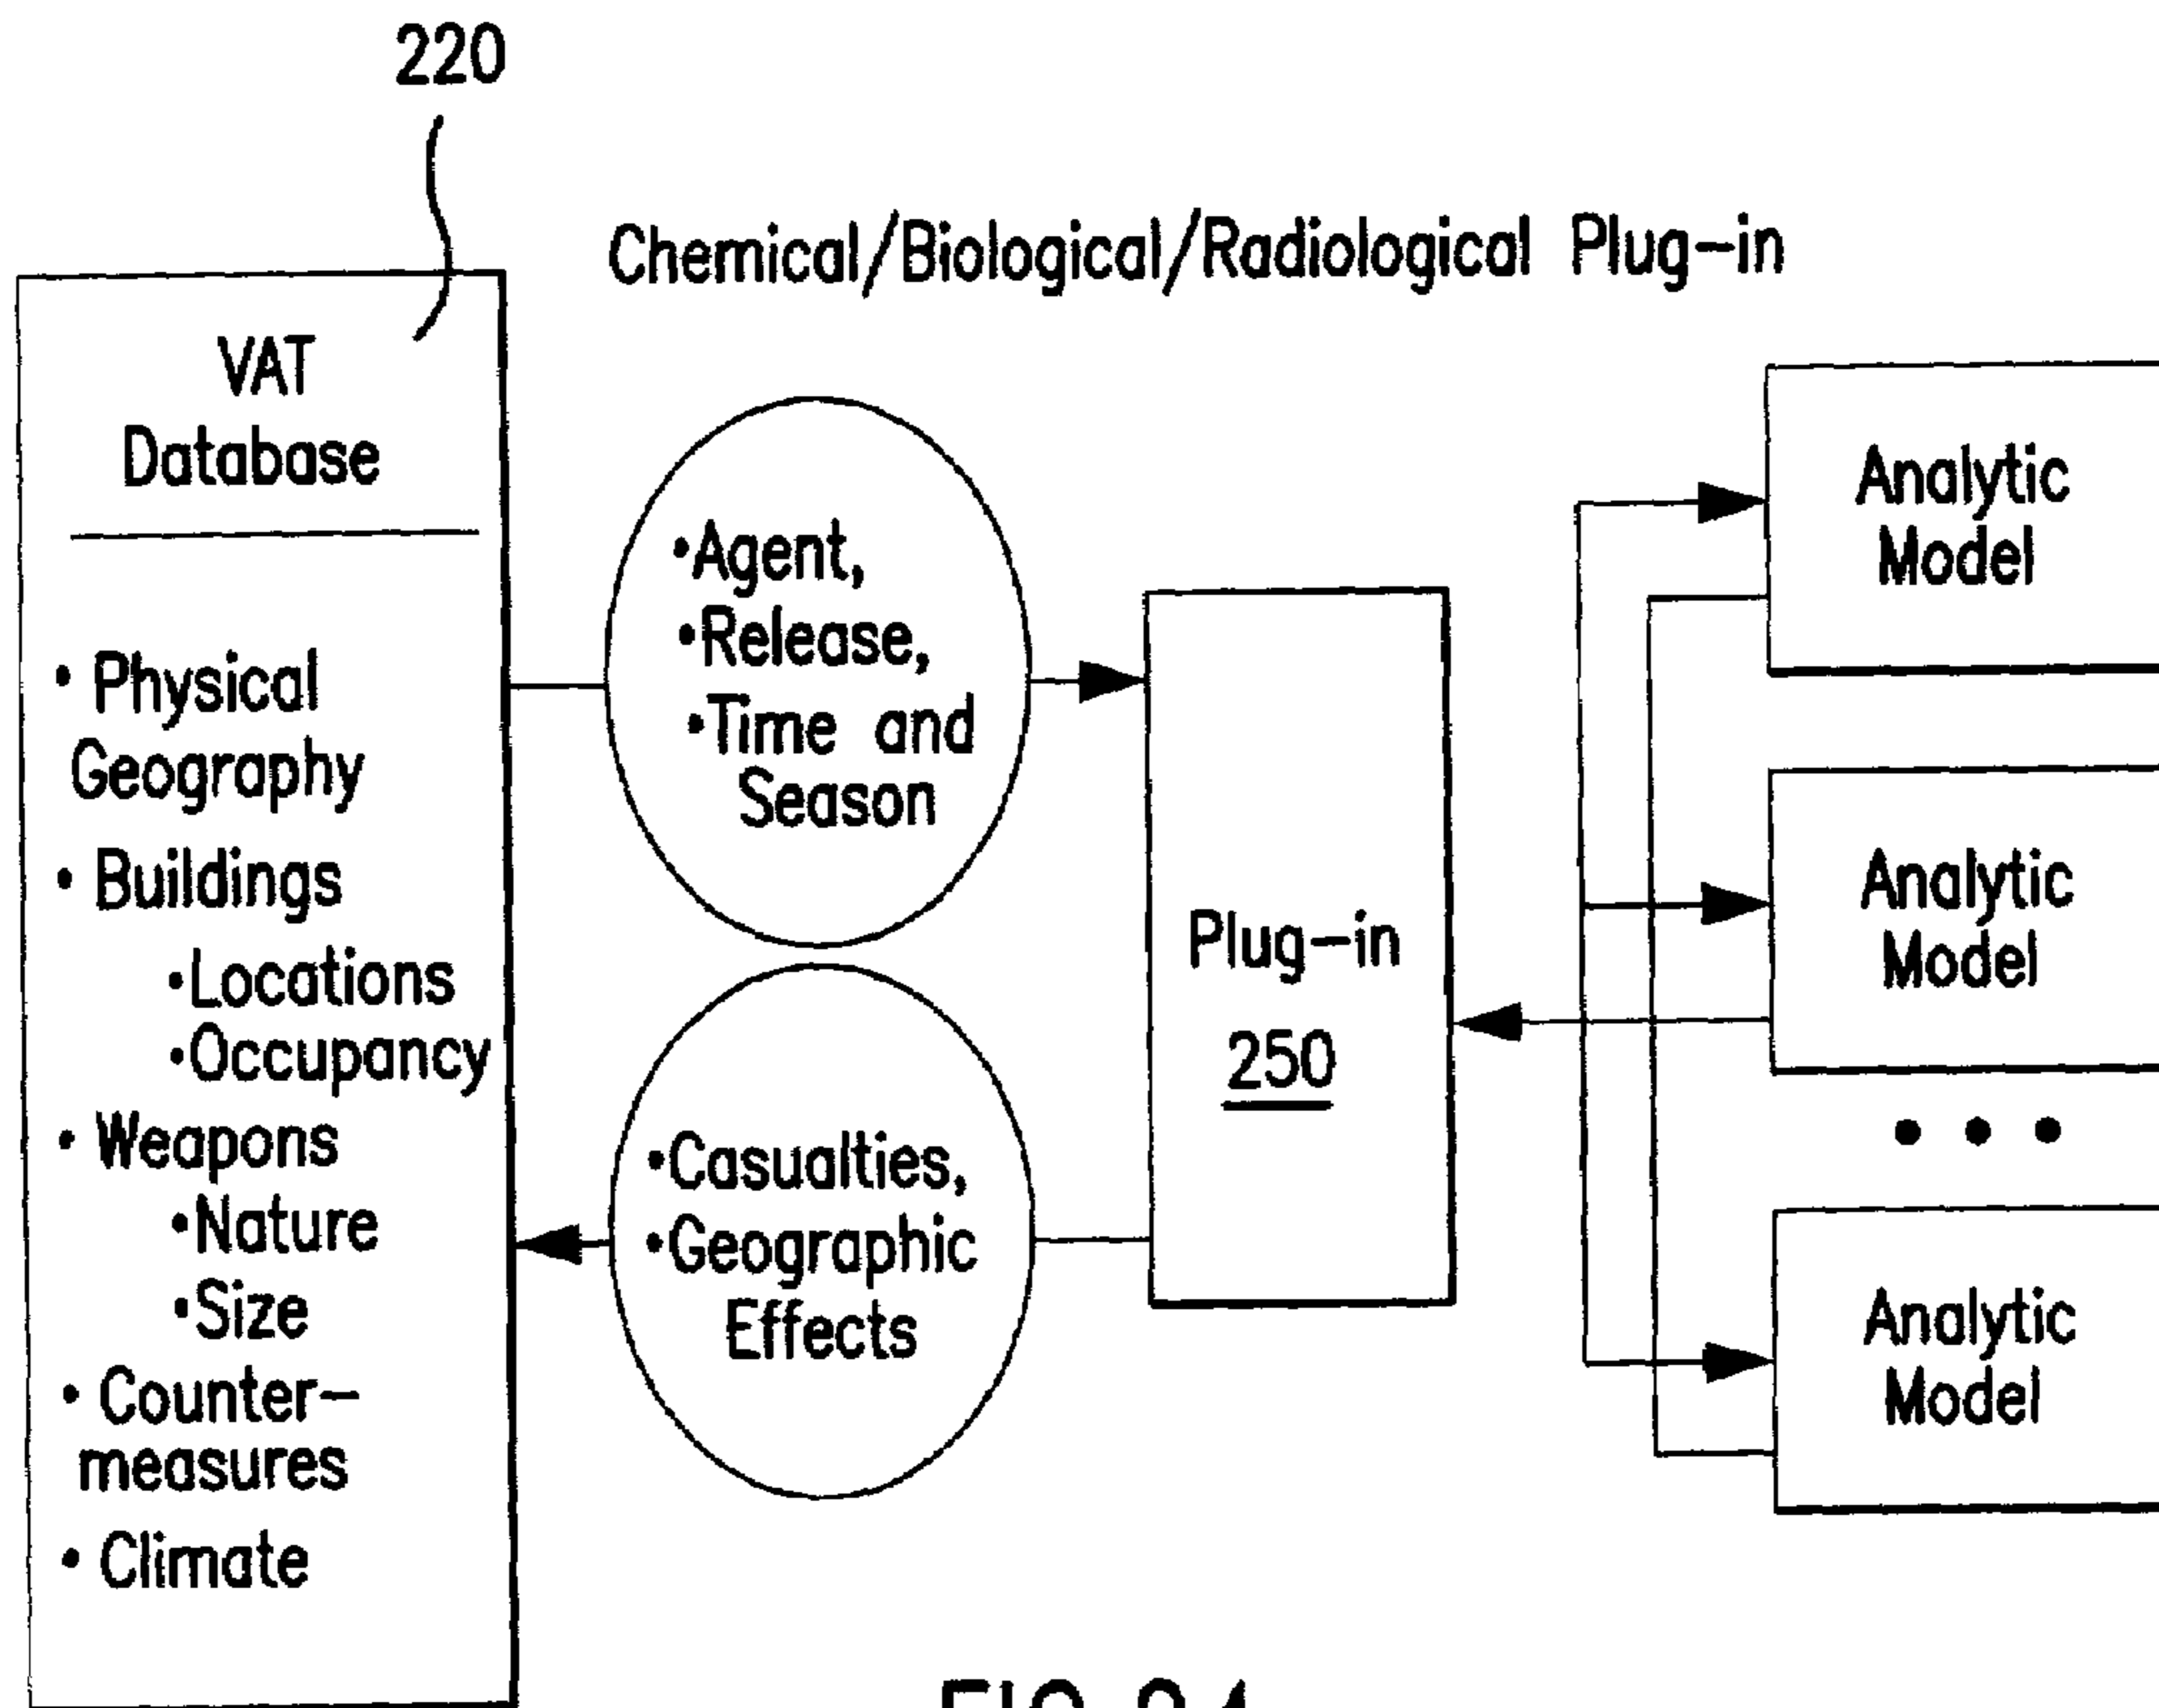 220
Chemical/Biological/Radiological Plug-in
VAT
Database
• Physical
Geography
• Buildings
•Locations
•Occupancy
• Weapons
•Nature
•Size
• Counter-
measures
• Climate
•Agent,
•Release,
•Time and
Season
•Casualties,
•Geographic
Effects
Plug-in
250
Analytic
Model
Analytic
Model
• • •
Analytic
Model